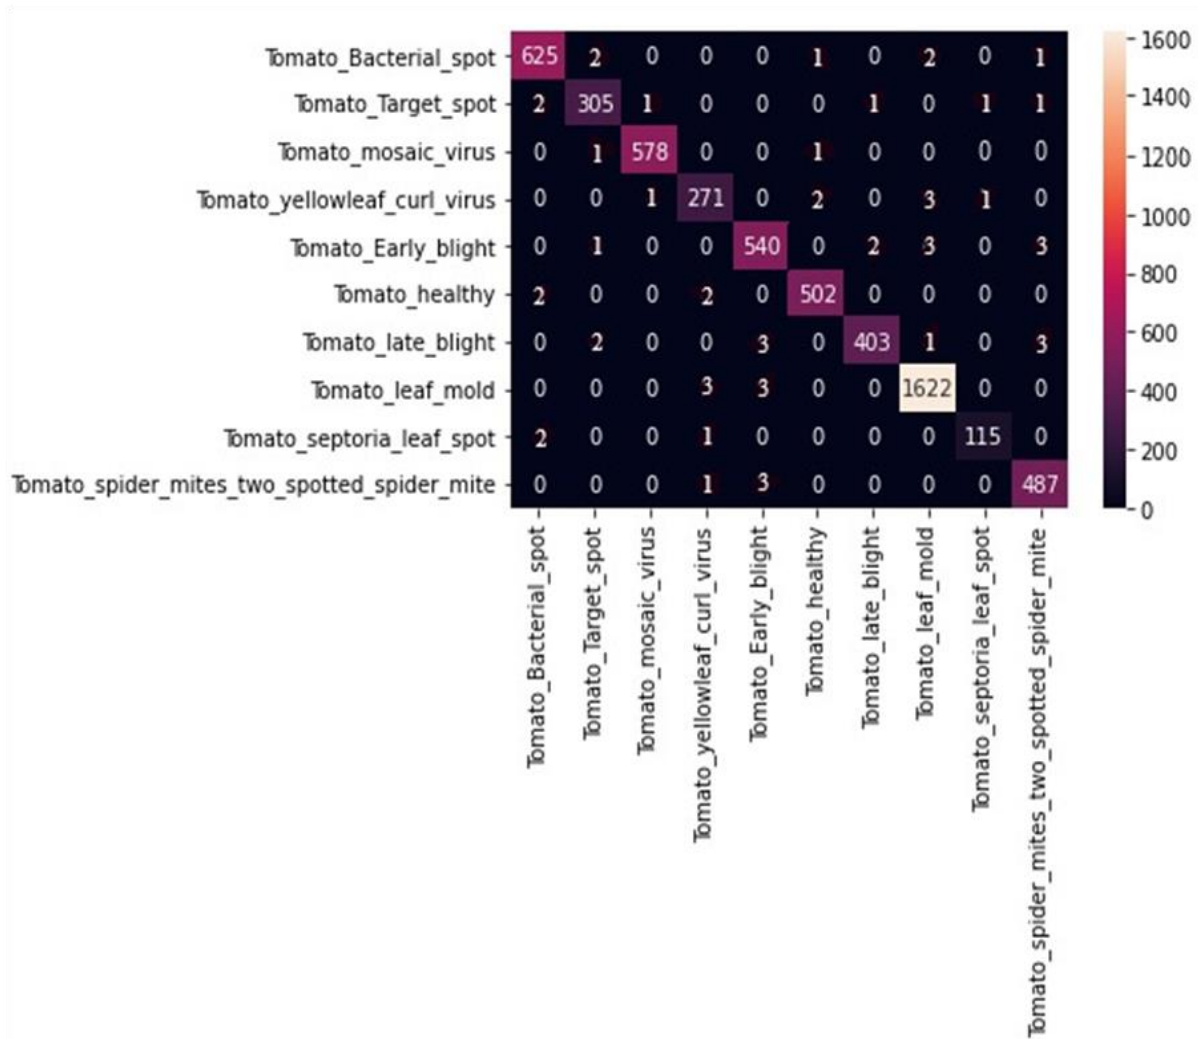 Tomato_Bacterial_spot 625 2 0 0 0 1 0 2 0 1
Tomato_Target_spot 2 305 1 0 0 0 1 0 1 1
Tomato_mosaic_virus 0 1 578 0 0 1 0 0 0 0
Tomato_yellowleaf_curl_virus 0 0 1 271 0 2 0 3 1 0
Tomato_Early_blight 0 1 0 0 540 0 2 3 0 3
Tomato_healthy 2 0 0 2 0 502 0 0 0 0
Tomato_late_blight 0 2 0 0 3 0 403 1 0 3
Tomato_leaf_mold 0 0 0 3 3 0 0 1622 0 0
Tomato_septoria_leaf_spot 2 0 0 1 0 0 0 0 115 0
Tomato_spider_mites_two_spotted_spider_mite 0 0 0 1 3 0 0 0 0 487
Tomato_Bacterial_spot
Tomato_Target_spot
Tomato_mosaic_virus
Tomato_yellowleaf_curl_virus
Tomato_Early_blight
Tomato_healthy
Tomato_late_blight
Tomato_leaf_mold
Tomato_septoria_leaf_spot
Tomato_spider_mites_two_spotted_spider_mite
1600
1400
1200
1000
800
600
400
200
0